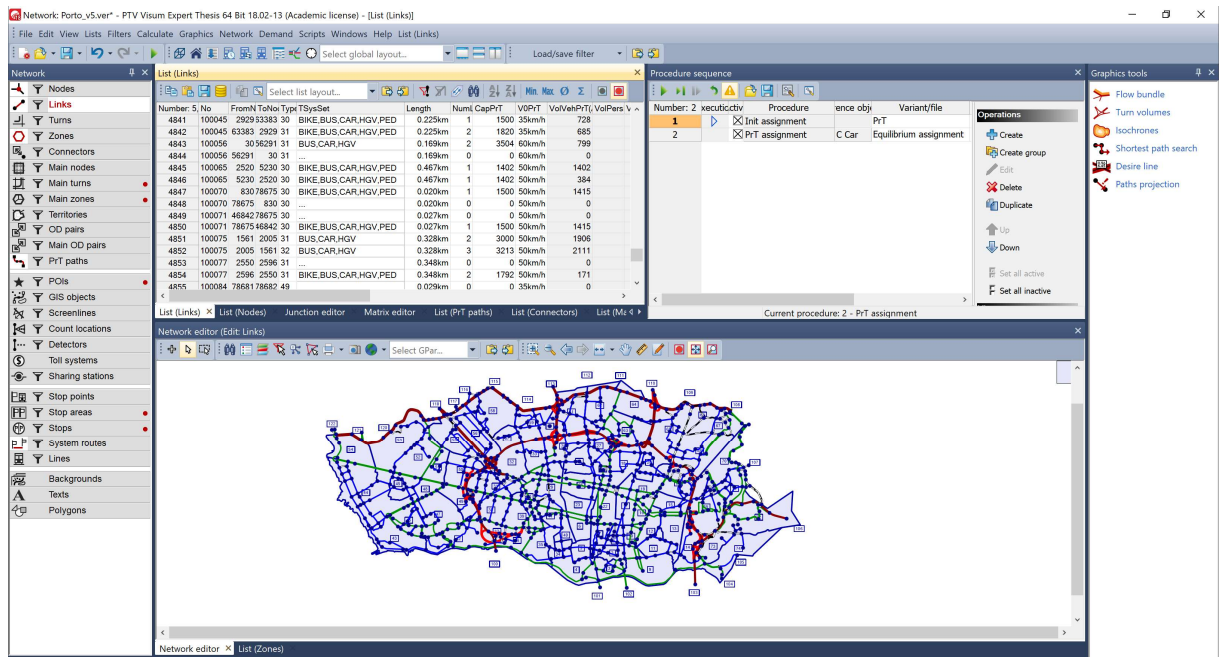 Network: Porto_v5.ver* - PTV Visum Expert Thesis 64 Bit 18.02-13 (Academic license) - [List (Links)]
File Edit View Lists Filters Calculate Graphics Network Demand Scripts Windows Help List (Links)
Select global layout...
Load/save filter
Network
Nodes
Links
Turns
Zones
Connectors
Main nodes
Main turns
Main zones
Territories
OD pairs
Main OD pairs
PrT paths
POIs
GIS objects
Screenlines
Count locations
Detectors
Toll systems
Sharing stations
Stop points
Stop areas
Stops
System routes
Lines
Backgrounds
Texts
Polygons
List (Links)
Select list layout...
Min. Max. Ø Σ
Number: 5, No FromN ToNo Type TSysSet Length NumL CapPrT V0PrT VolVehPrT(, VolPers V
4841 100045 2929 53383 30 BIKE,BUS,CAR,HGV,PED 0.225km 1 1500 35km/h 728
4842 100045 63383 2929 31 BIKE,BUS,CAR,HGV,PED 0.225km 2 1820 35km/h 685
4843 100056 30 56291 31 BUS,CAR,HGV 0.169km 2 3504 60km/h 799
4844 100056 56291 30 31 ... 0.169km 0 0 60km/h 0
4845 100065 2520 5230 30 BIKE,BUS,CAR,HGV,PED 0.467km 1 1402 50km/h 1402
4846 100065 5230 2520 30 BIKE,BUS,CAR,HGV,PED 0.467km 1 1402 50km/h 384
4847 100070 830 78675 30 BIKE,BUS,CAR,HGV,PED 0.020km 1 1500 50km/h 1415
4848 100070 78675 830 30 ... 0.020km 0 0 50km/h 0
4849 100071 46842 78675 30 ... 0.027km 0 0 50km/h 0
4850 100071 78675 46842 30 BIKE,BUS,CAR,HGV,PED 0.027km 1 1500 50km/h 1415
4851 100075 1561 2005 31 BUS,CAR,HGV 0.328km 2 3000 50km/h 1906
4852 100075 2005 1561 32 BUS,CAR,HGV 0.328km 3 3213 50km/h 2111
4853 100077 2550 2596 31 ... 0.348km 0 0 50km/h 0
4854 100077 2596 2550 31 BIKE,BUS,CAR,HGV,PED 0.348km 2 1792 50km/h 171
4855 100084 78681 78682 49 0.029km 0 0 35km/h 0
List (Links) List (Nodes) Junction editor Matrix editor List (PrT paths) List (Connectors) List (Ma
Procedure sequence
Number: 2 xecuticctiv Procedure ence obje Variant/file
1 Init assignment PrT
2 PrT assignment C Car Equilibrium assignment
Operations
Create
Create group
Edit
Delete
Duplicate
Up
Down
Set all active
Set all inactive
Current procedure: 2 - PrT assignment
Graphics tools
Flow bundle
Turn volumes
Isochrones
Shortest path search
Desire line
Paths projection
Network editor (Edit: Links)
Select GPar...
Network editor List (Zones)